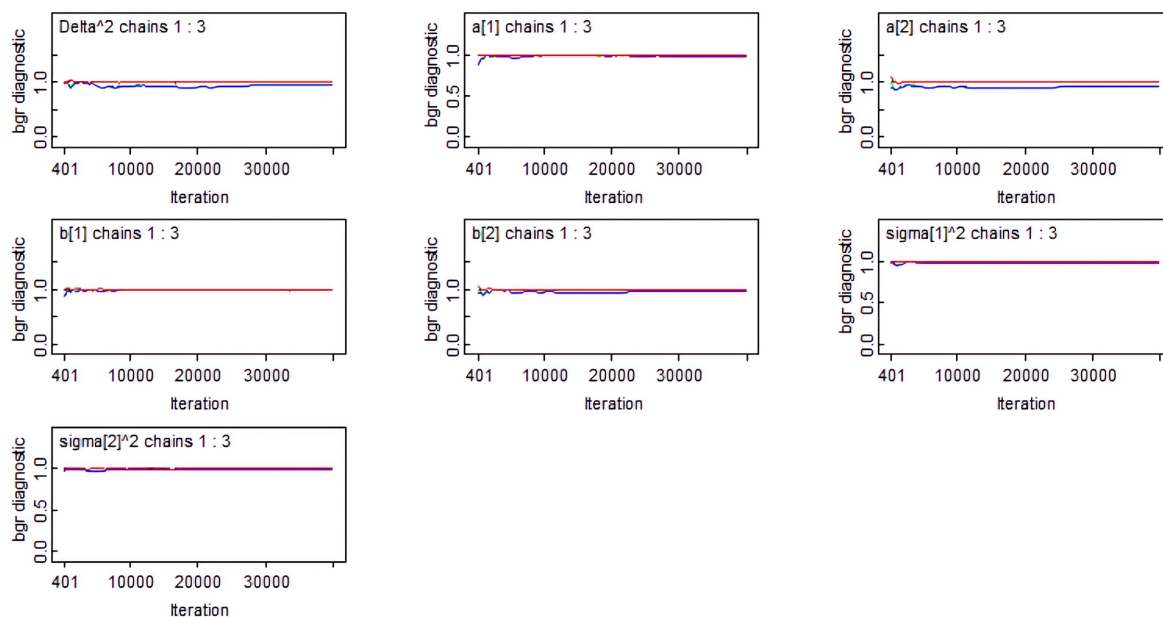 Delta^2 chains 1 : 3
bgr diagnostic
0.0 1.0
401 10000 20000 30000
Iteration
a[1] chains 1 : 3
bgr diagnostic
0.0 0.5 1.0
401 10000 20000 30000
Iteration
a[2] chains 1 : 3
bgr diagnostic
0.0 1.0
401 10000 20000 30000
Iteration
b[1] chains 1 : 3
bgr diagnostic
0.0 1.0
401 10000 20000 30000
Iteration
b[2] chains 1 : 3
bgr diagnostic
0.0 1.0
401 10000 20000 30000
Iteration
sigma[1]^2 chains 1 : 3
bgr diagnostic
0.0 0.5 1.0
401 10000 20000 30000
Iteration
sigma[2]^2 chains 1 : 3
bgr diagnostic
0.0 0.5 1.0
401 10000 20000 30000
Iteration